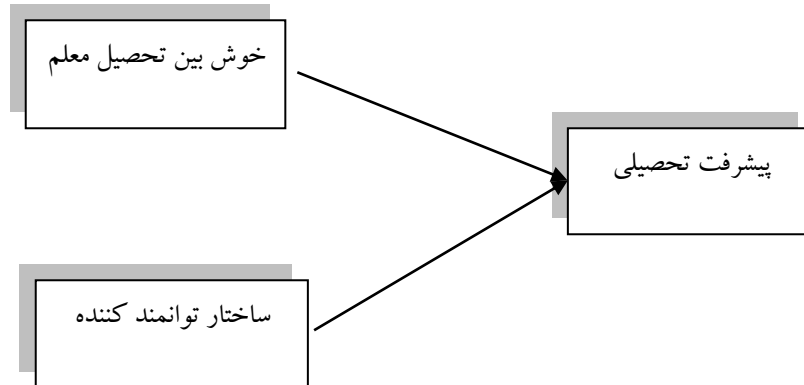 خوش بین تحصیل معلم
پیشرفت تحصیلی
ساختار توانمند کننده